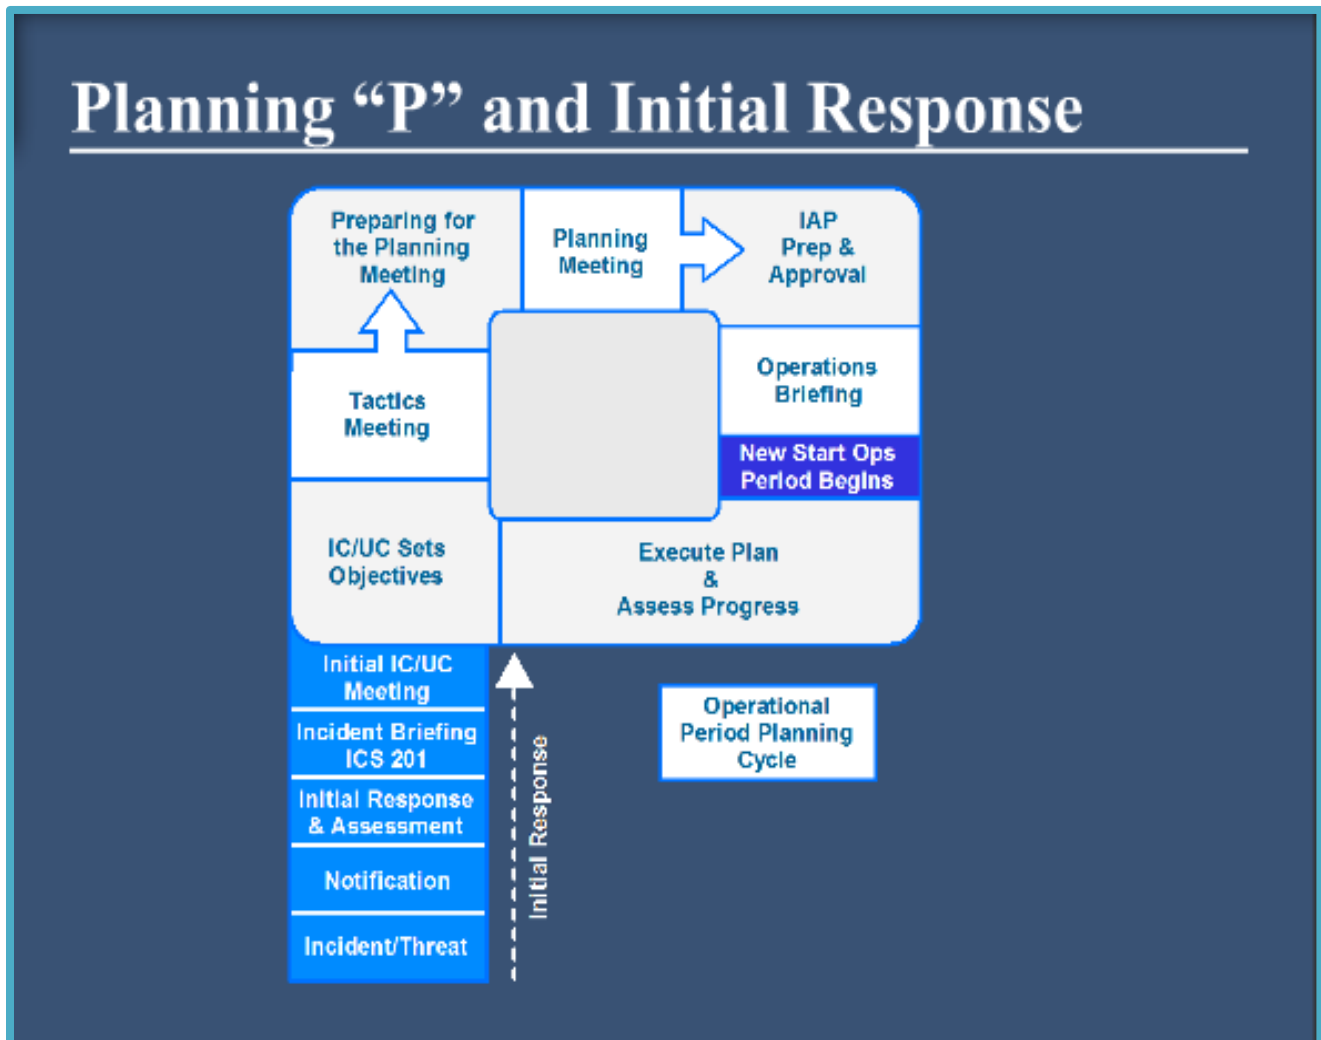 Planning “P” and Initial Response
Preparing for
the Planning
Meeting
Planning
Meeting
IAP
Prep &
Approval
Tactics
Meeting
Operations
Briefing
New Start Ops
Period Begins
IC/UC Sets
Objectives
Execute Plan
&
Assess Progress
Initial IC/UC
Meeting
Incident Briefing
ICS 201
Initial Response
& Assessment
Notification
Incident/Threat
Initial Response
Operational
Period Planning
Cycle